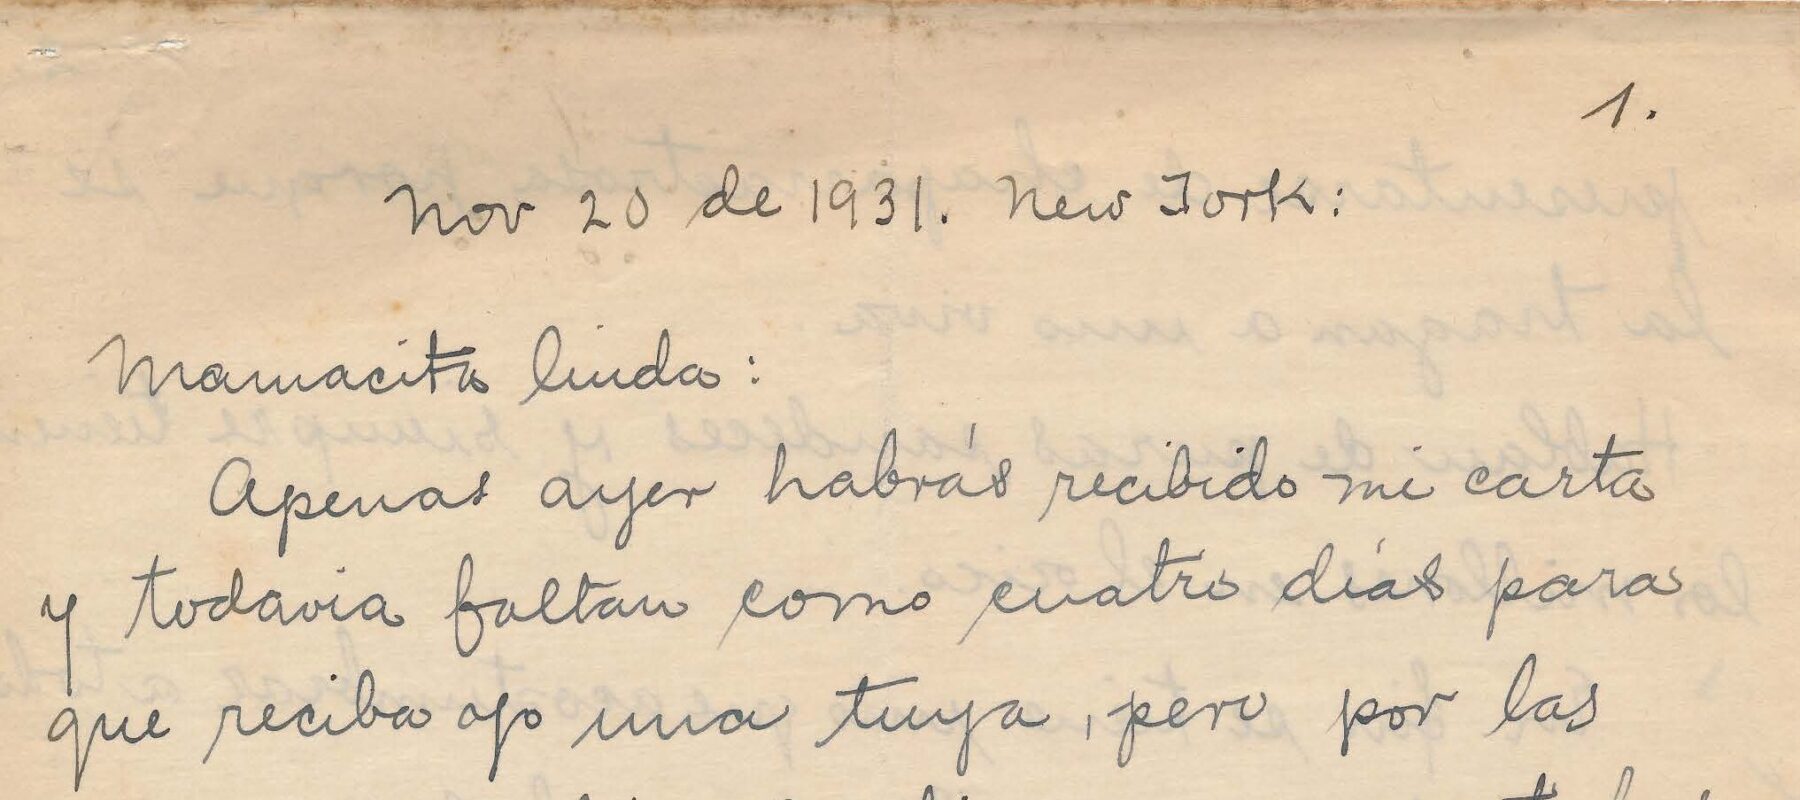 1.
Nov 20 de 1931. New York:
Mamacita linda:
Apenas ayer habrás recibido mi carta
y todavia faltan como cuatro días para
que reciba yo una tuya, pero por las